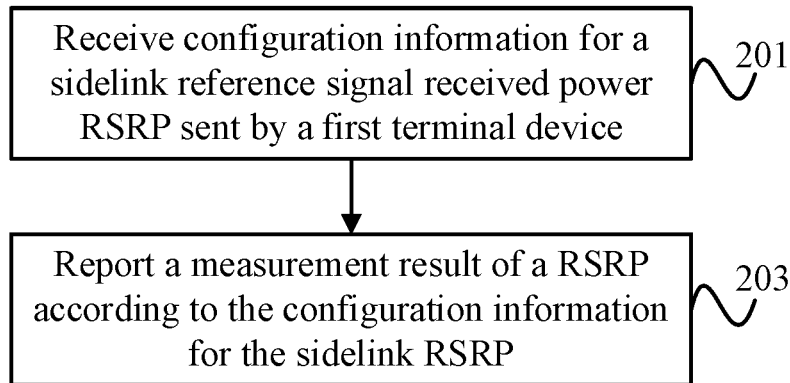 Receive configuration information for a
sidelink reference signal received power
RSRP sent by a first terminal device
201
Report a measurement result of a RSRP
according to the configuration information
for the sidelink RSRP
203